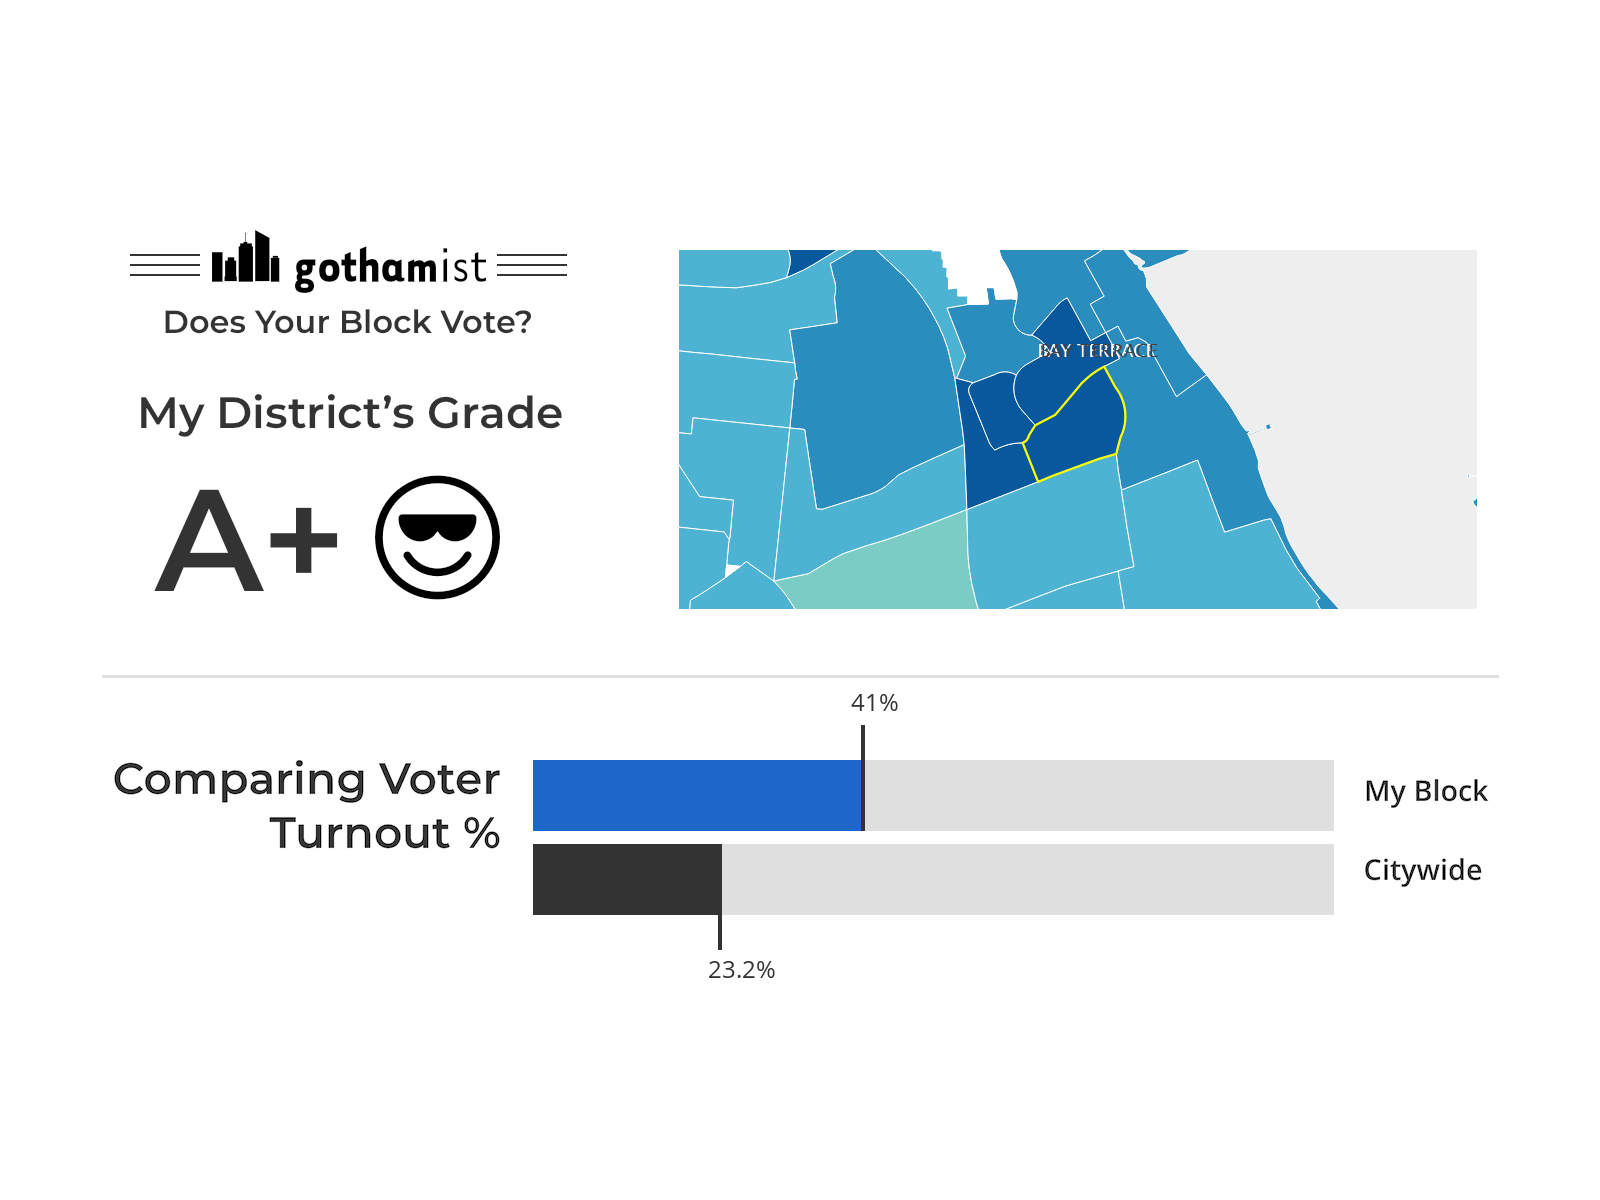 gothamist
Does Your Block Vote?
My District’s Grade
A+
BAY TERRACE
41%
Comparing Voter
Turnout %
My Block
Citywide
23.2%